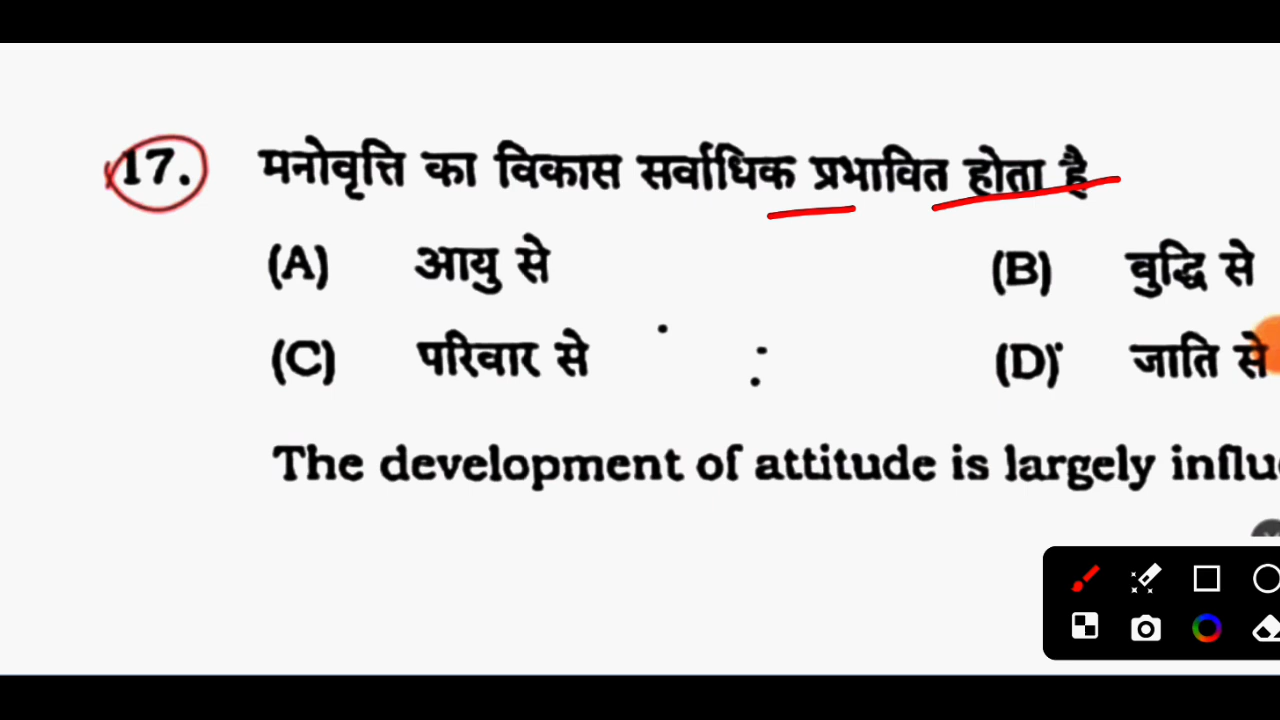 17. मनोवृत्ति का विकास सर्वाधिक प्रभावित होता है
(A) आयु से (B) बुद्धि से
(C) परिवार से (D) जाति से
The development of attitude is largely influ